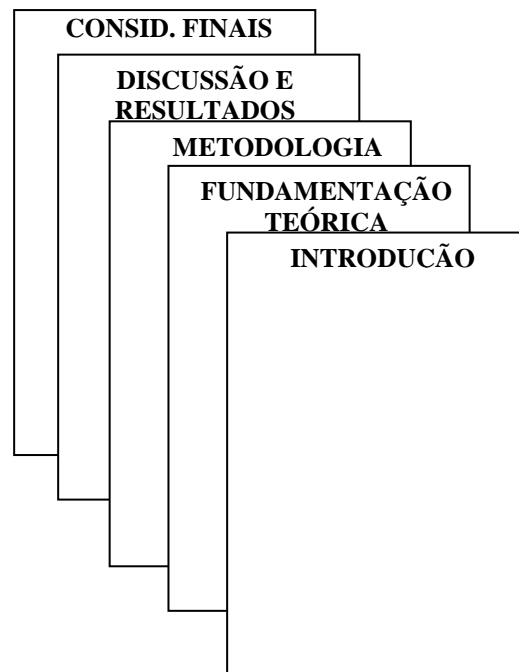 CONSID. FINAIS
DISCUSSÃO E
RESULTADOS
METODOLOGIA
FUNDAMENTAÇÃO
TEÓRICA
INTRODUCÃO